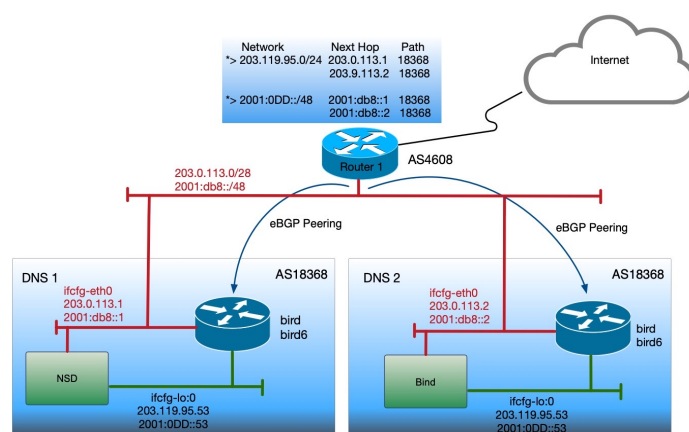 Network Next Hop Path
*> 203.119.95.0/24 203.0.113.1 18368
203.9.113.2 18368
*> 2001:0DD::/48 2001:db8::1 18368
2001:db8::2 18368
Internet
Router 1
AS4608
203.0.113.0/28
2001:db8::/48
eBGP Peering
eBGP Peering
DNS 1
AS18368
ifcfg-eth0
203.0.113.1
2001:db8::1
bird
bird6
NSD
ifcfg-lo:0
203.119.95.53
2001:0DD::53
DNS 2
AS18368
ifcfg-eth0
203.0.113.2
2001:db8::2
bird
bird6
Bind
ifcfg-lo:0
203.119.95.53
2001:0DD::53